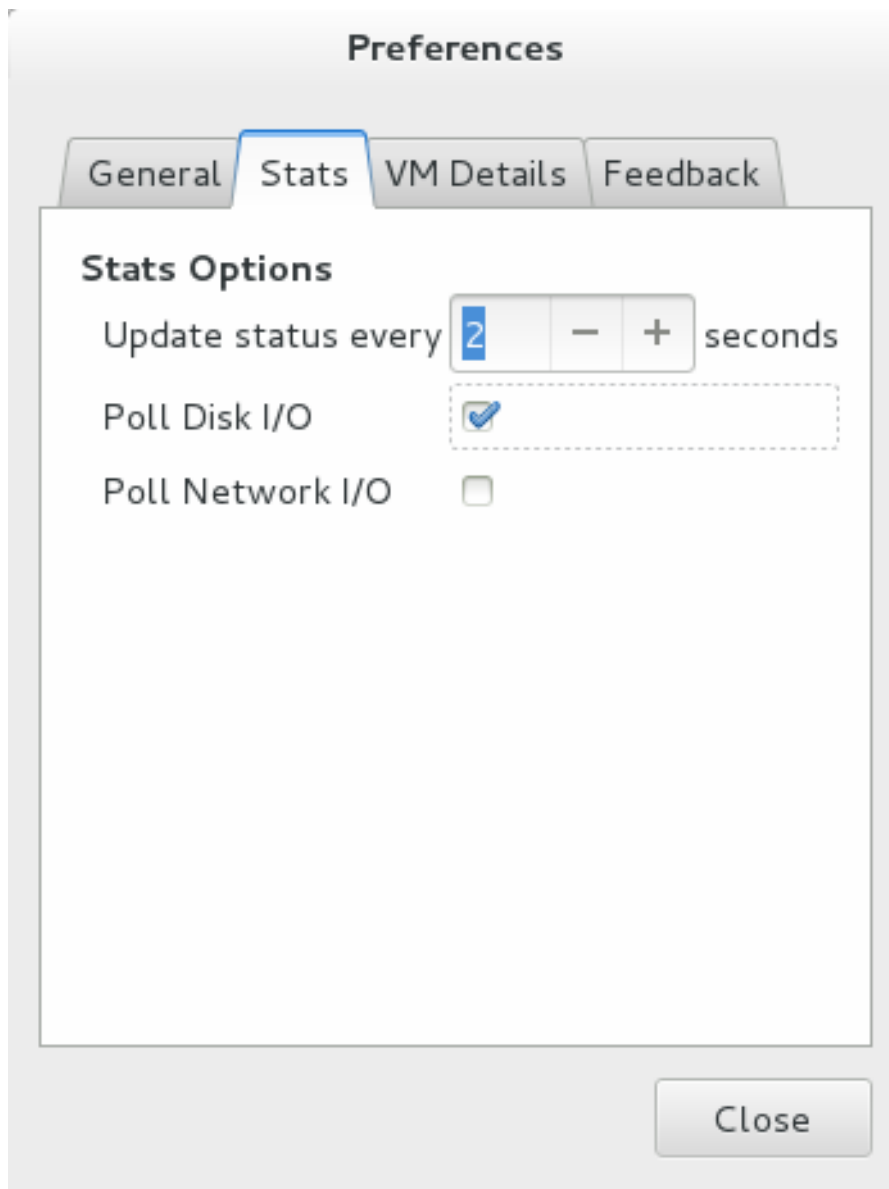 Preferences
General Stats VM Details Feedback
Stats Options
Update status every 2 − + seconds
Poll Disk I/O
Poll Network I/O
Close